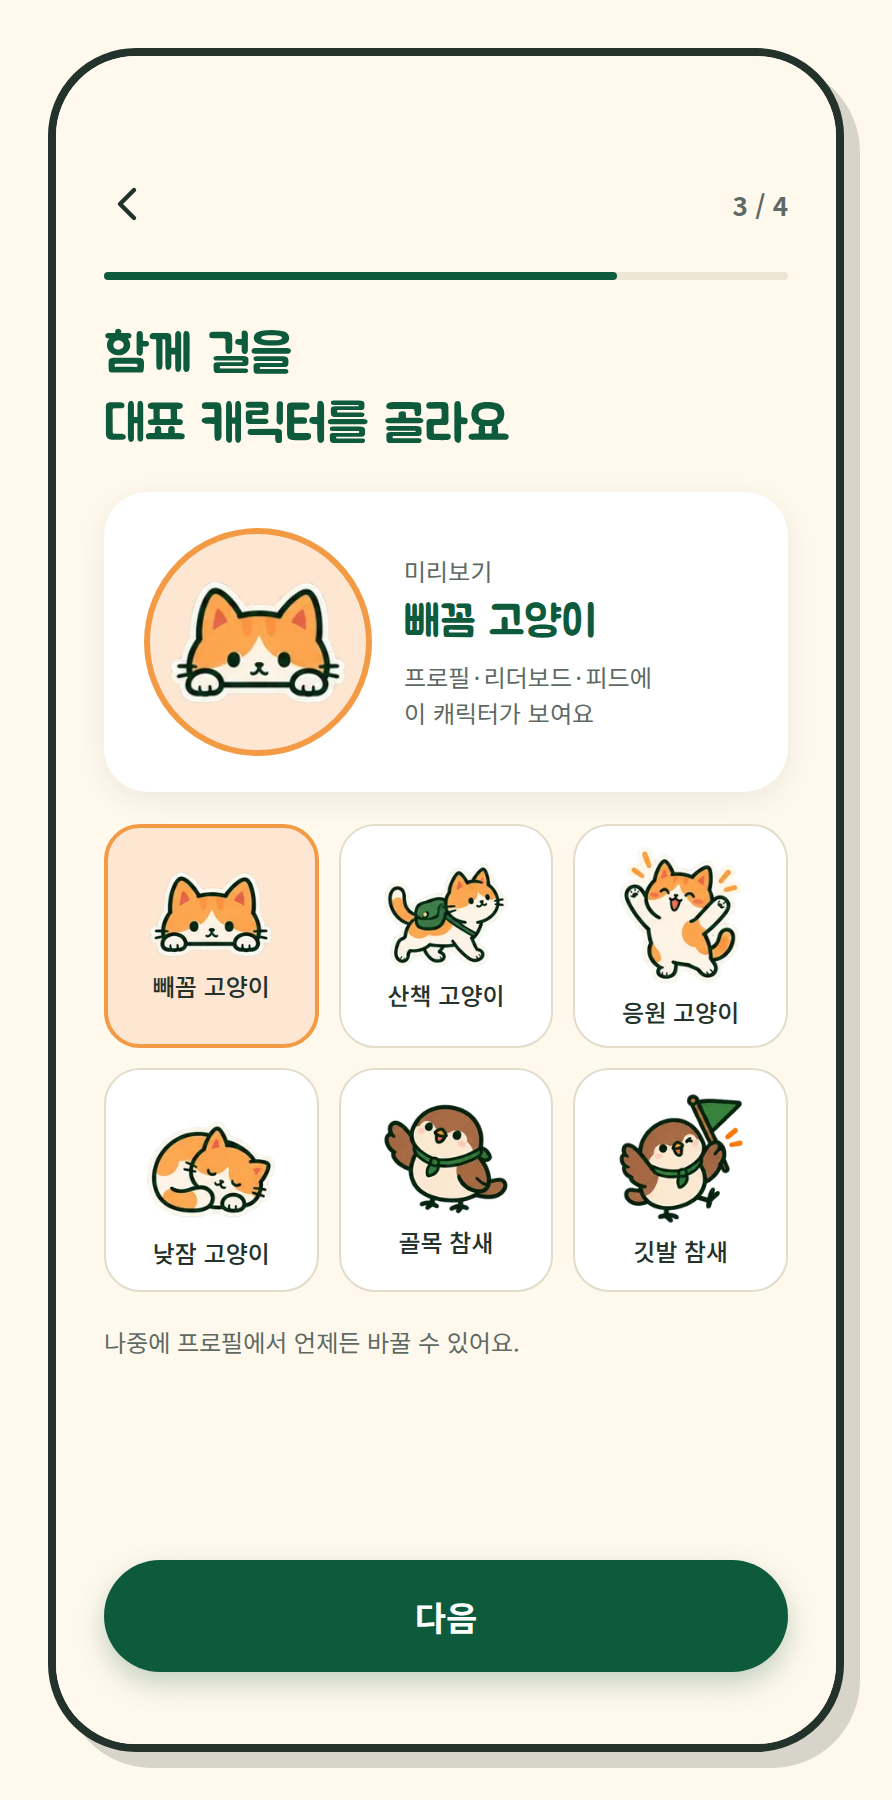 3 / 4
함께 걸을
대표 캐릭터를 골라요
미리보기
빼꼼 고양이
프로필·리더보드·피드에
이 캐릭터가 보여요
빼꼼 고양이
산책 고양이
응원 고양이
낮잠 고양이
골목 참새
깃발 참새
나중에 프로필에서 언제든 바꿀 수 있어요.
다음